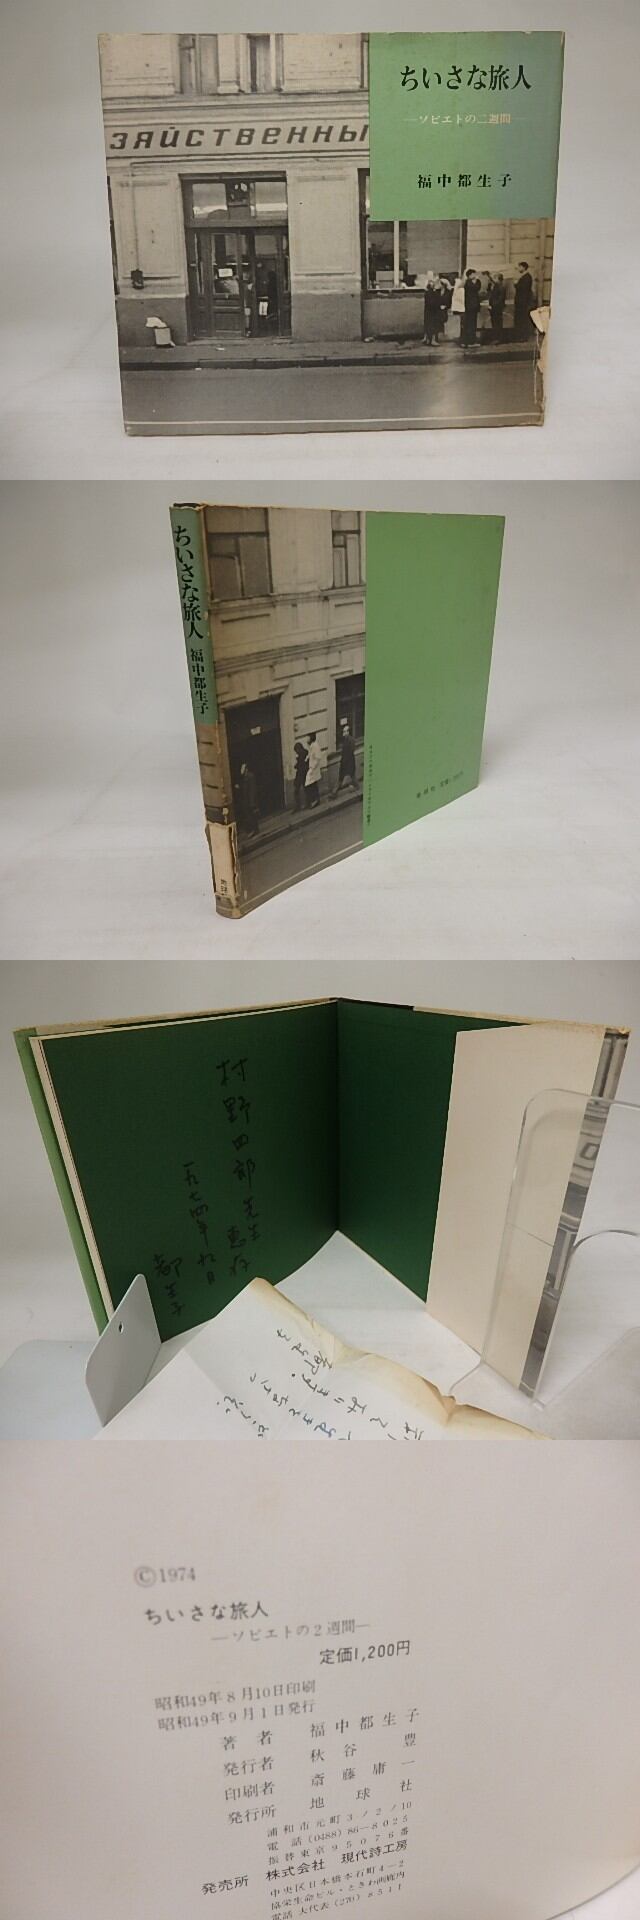 ちいさな旅人
―ソビエトの二週間―
福中都生子
ЗЯЙСТВЕННЫ
ちいさな旅人
福中都生子
村野四郎先生
恵存
一九七四年九月
都生子
©1974
ちいさな旅人
―ソビエトの2週間―
定価1,200円
昭和49年8月10日印刷
昭和49年9月1日発行
著者 福中都生子
発行者 秋谷豊
印刷者 斎藤庸一
発行所 地球社
浦和市元町3ノ2ノ10
電話(0488)86―8025
振替東京95076番
発売所 株式会社 現代詩工房
中央区日本橋本石町4―2
協栄生命ビル・ときわ画廊内
電話 大代表(270)8511